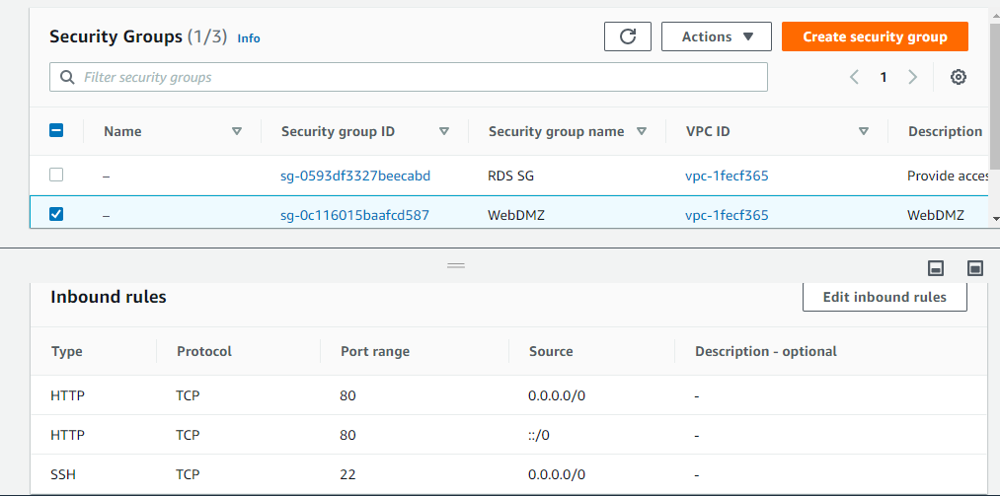 Security Groups (1/3) Info Actions Create security group
Filter security groups 1
Name Security group ID Security group name VPC ID Description
– sg-0593df3327beecabd RDS SG vpc-1fecf365 Provide acces
– sg-0c116015baafcd587 WebDMZ vpc-1fecf365 WebDMZ
Inbound rules Edit inbound rules
Type Protocol Port range Source Description - optional
HTTP TCP 80 0.0.0.0/0 -
HTTP TCP 80 ::/0 -
SSH TCP 22 0.0.0.0/0 -